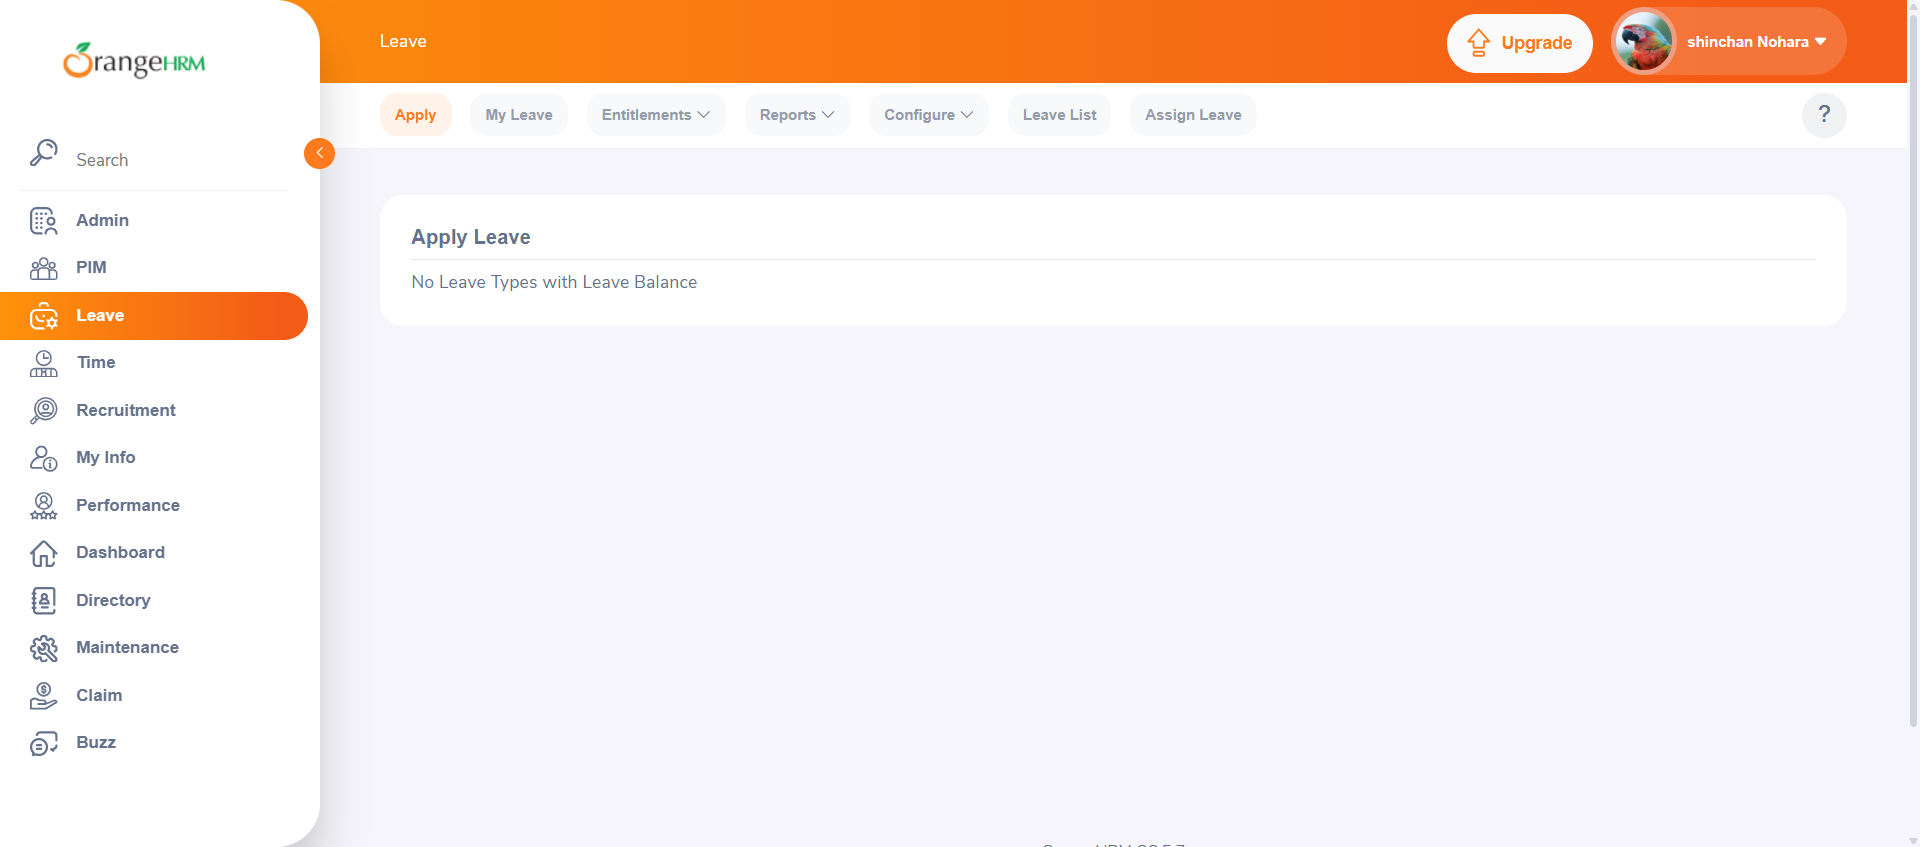 OrangeHRM
Leave
Upgrade
shinchan Nohara
Apply
My Leave
Entitlements
Reports
Configure
Leave List
Assign Leave
?
Search
Admin
PIM
Leave
Time
Recruitment
My Info
Performance
Dashboard
Directory
Maintenance
Claim
Buzz
Apply Leave
No Leave Types with Leave Balance